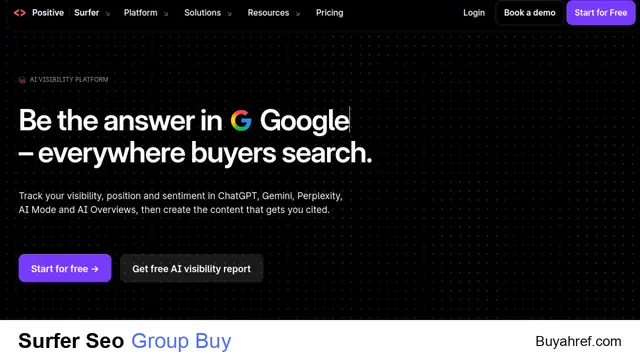 Positive Surfer Platform Solutions Resources Pricing Login Book a demo Start for Free
AI VISIBILITY PLATFORM
Be the answer in Google
– everywhere buyers search.
Track your visibility, position and sentiment in ChatGPT, Gemini, Perplexity,
AI Mode and AI Overviews, then create the content that gets you cited.
Start for free → Get free AI visibility report
Surfer Seo Group Buy Buyahref.com